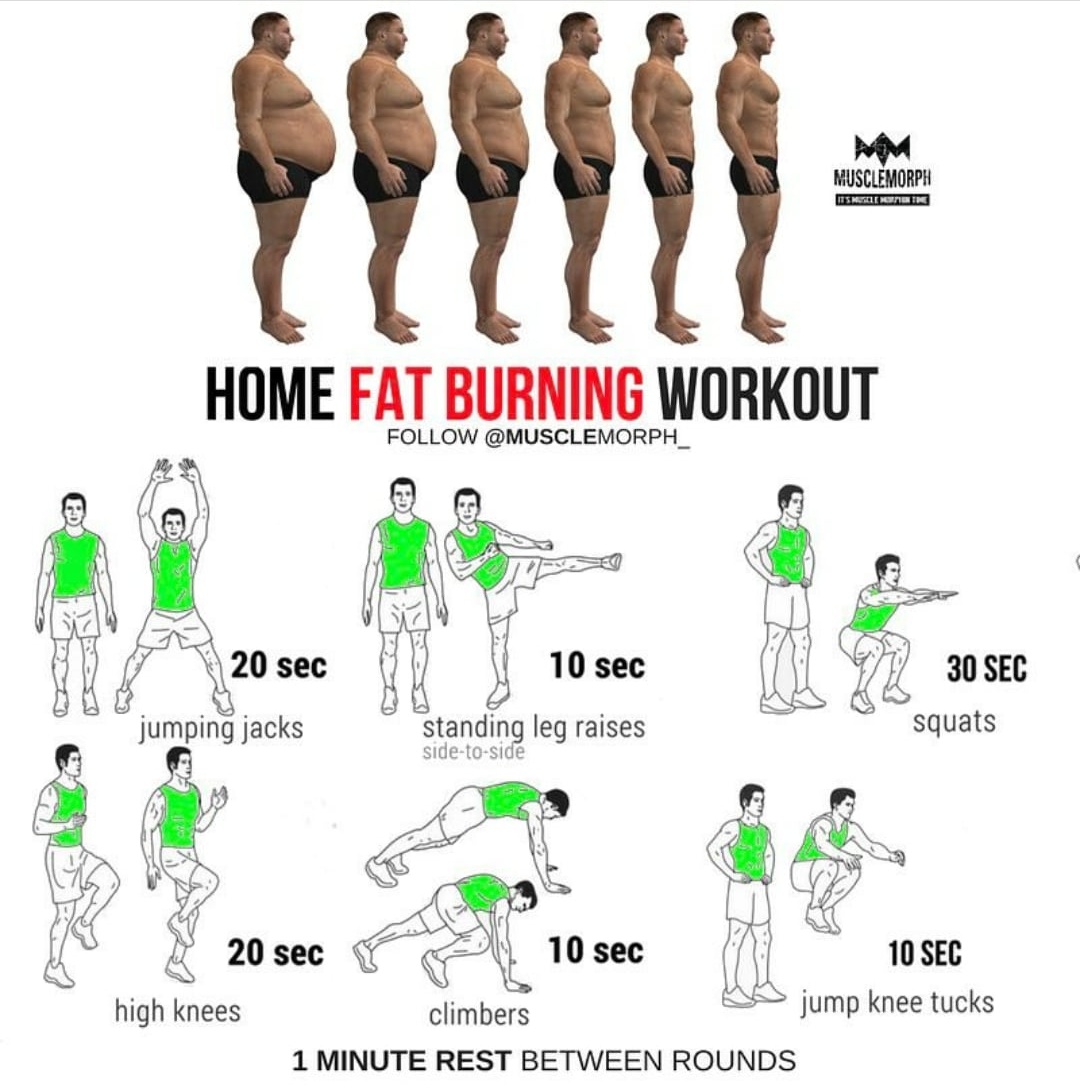 MUSCLEMORPH
IT'S MUSCLE MORPHIN TIME
HOME FAT BURNING WORKOUT
FOLLOW @MUSCLEMORPH_
20 sec
jumping jacks
10 sec
standing leg raises
side-to-side
30 SEC
squats
20 sec
high knees
10 sec
climbers
10 SEC
jump knee tucks
1 MINUTE REST BETWEEN ROUNDS